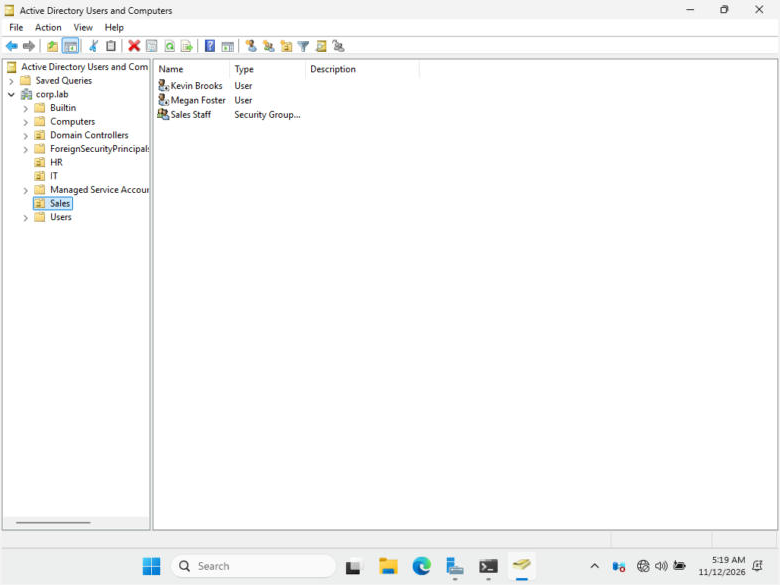 Active Directory Users and Computers
File Action View Help
Active Directory Users and Com
Saved Queries
corp.lab
Builtin
Computers
Domain Controllers
ForeignSecurityPrincipals
HR
IT
Managed Service Accour
Sales
Users
Name Type Description
Kevin Brooks User
Megan Foster User
Sales Staff Security Group...
Search
5:19 AM
11/12/2026